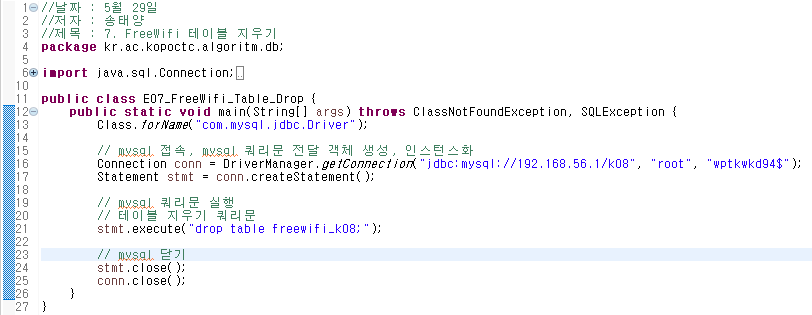 1 //날짜 : 5월 29일
2 //저자 : 송태양
3 //제목 : 7. FreeWifi 테이블 지우기
4 package kr.ac.kopoctc.algoritm.db;
5
6 import java.sql.Connection;
10
11 public class E07_FreeWifi_Table_Drop {
12 public static void main(String[] args) throws ClassNotFoundException, SQLException {
13 Class.forName("com.mysql.jdbc.Driver");
14
15 // mysql 접속, mysql 쿼리문 전달 객체 생성, 인스턴스화
16 Connection conn = DriverManager.getConnection("jdbc:mysql://192.168.56.1/k08", "root", "wptkwkd94$");
17 Statement stmt = conn.createStatement();
18
19 // mysql 쿼리문 실행
20 // 테이블 지우기 쿼리문
21 stmt.execute("drop table freewifi_k08;");
22
23 // mysql 닫기
24 stmt.close();
25 conn.close();
26 }
27 }